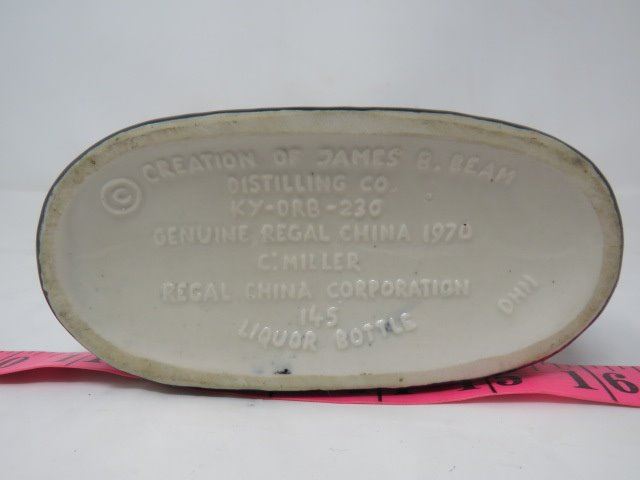 © CREATION OF JAMES B. BEAM
DISTILLING CO.
KY-DRB-230
GENUINE REGAL CHINA 1970
C. MILLER
REGAL CHINA CORPORATION
145
LIQUOR BOTTLE
16